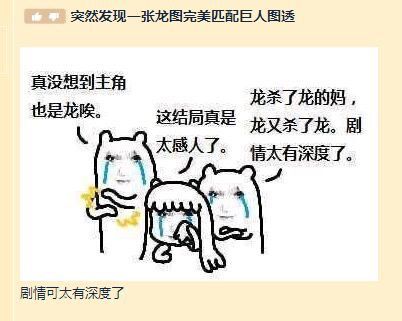 突然发现一张龙图完美匹配巨人图透
真没想到主角
也是龙唉。
这结局真是
太感人了。
龙杀了龙的妈，
龙又杀了龙。剧
情太有深度了。
剧情可太有深度了